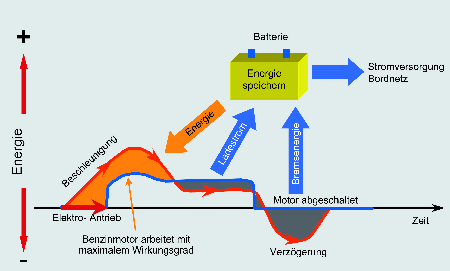 +
Batterie
Energie
speichern
Stromversorgung
Bordnetz
Energie
Energie
Ladestrom
Bremsenergie
Beschleunigung
Motor abgeschaltet
Elektro- Antrieb
Zeit
Benzinmotor arbeitet mit
maximalem Wirkungsgrad
Verzögerung
-